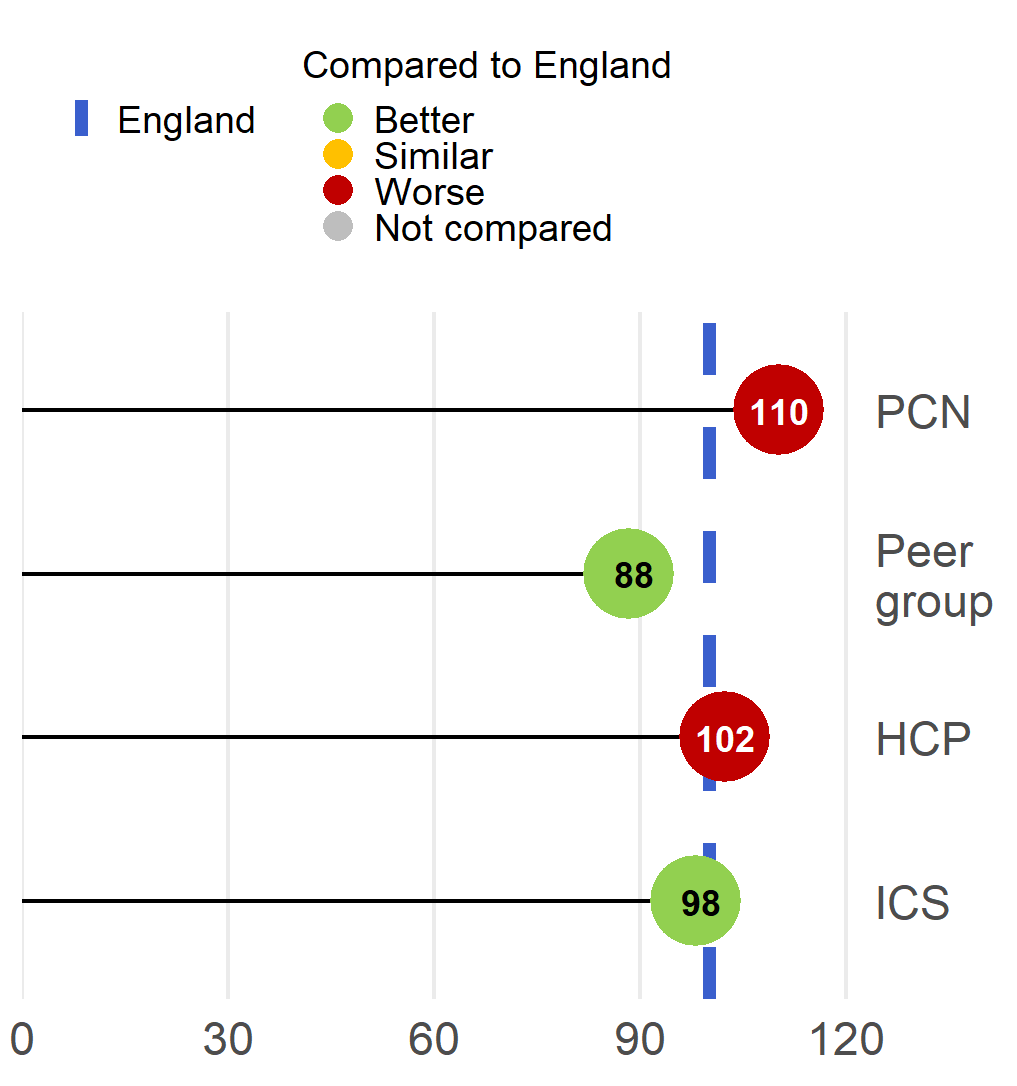 Compared to England
England
Better
Similar
Worse
Not compared
110
PCN
88
Peer
group
102
HCP
98
ICS
0 30 60 90 120